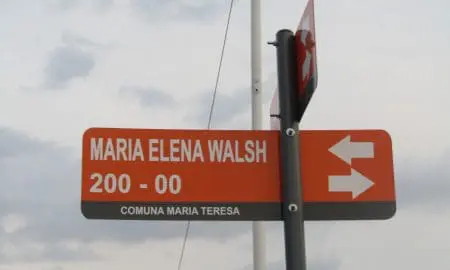 MARIA ELENA WALSH
200 - 00
COMUNA MARIA TERESA